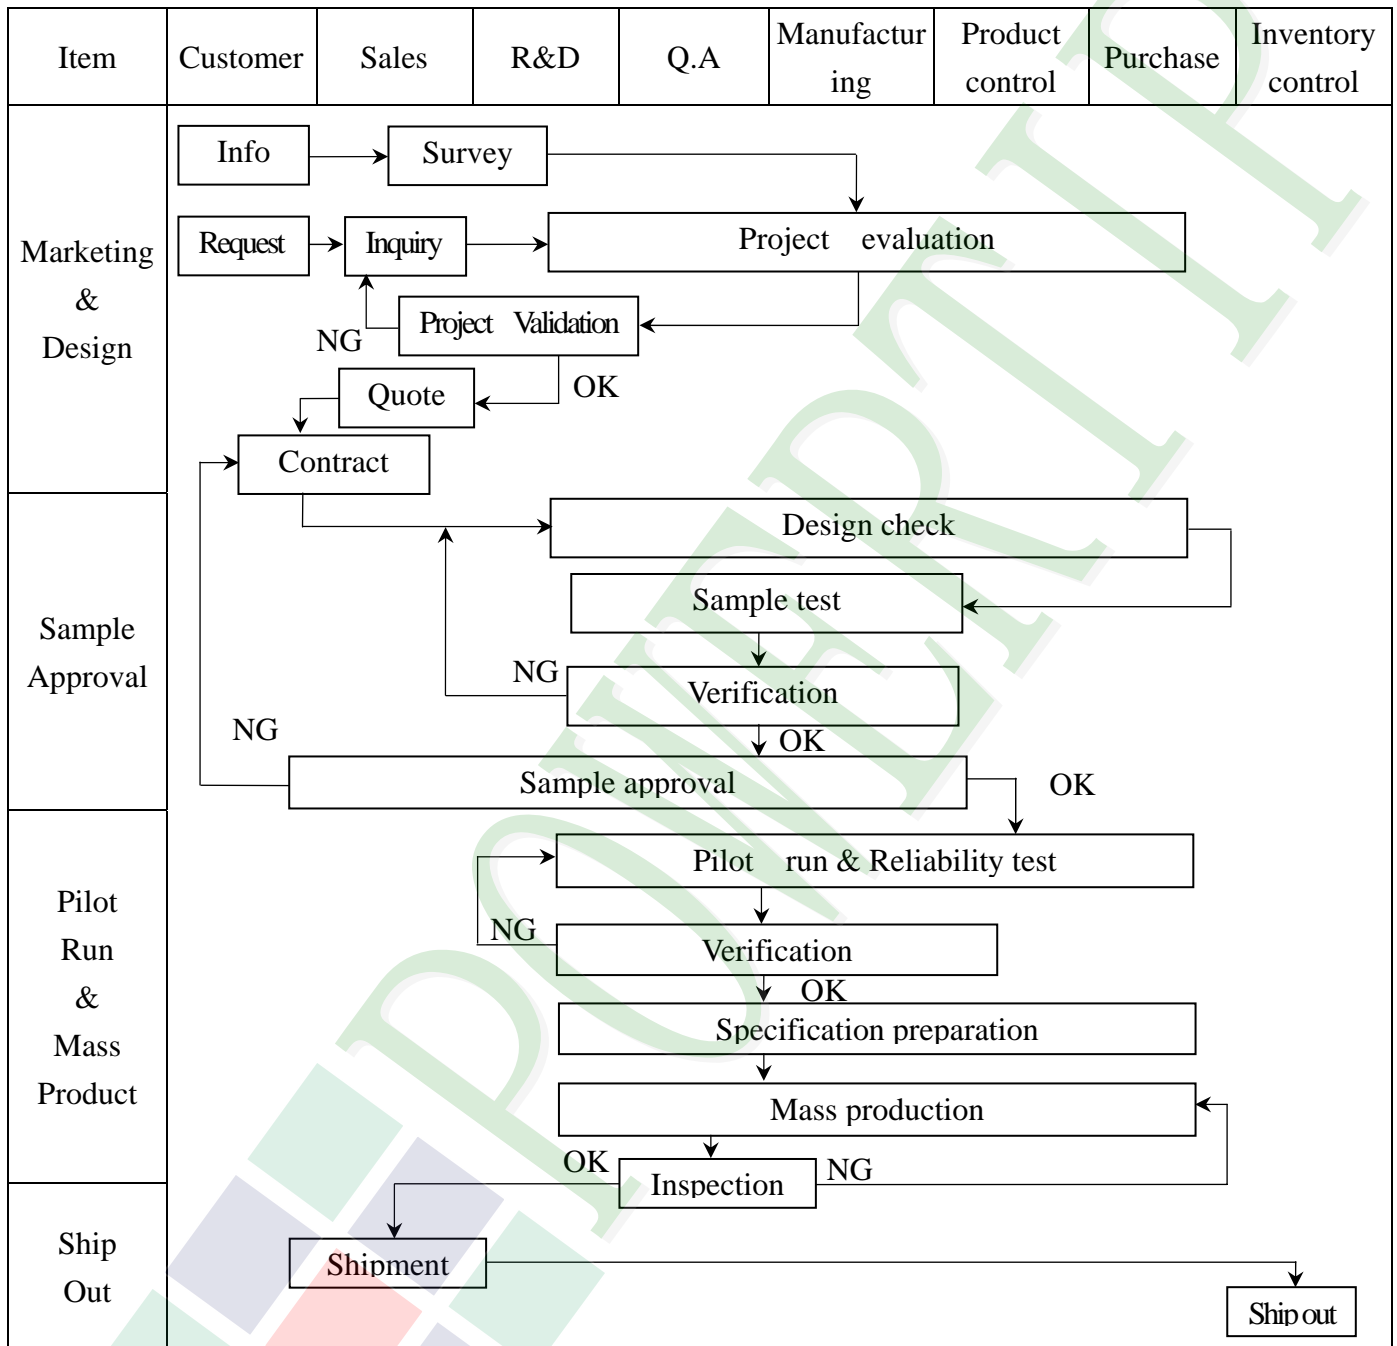 Item
Customer
Sales
R&D
Q.A
Manufactur
ing
Product
control
Purchase
Inventory
control
Marketing
&
Design
Info
Survey
Request
Inquiry
Project evaluation
Project Validation
NG
OK
Quote
Contract
Sample
Approval
Design check
Sample test
NG
Verification
OK
NG
Sample approval
OK
Pilot
Run
&
Mass
Product
Pilot run & Reliability test
NG
Verification
OK
Specification preparation
Mass production
OK
Inspection
NG
Ship
Out
Shipment
Ship out
POWERTIP